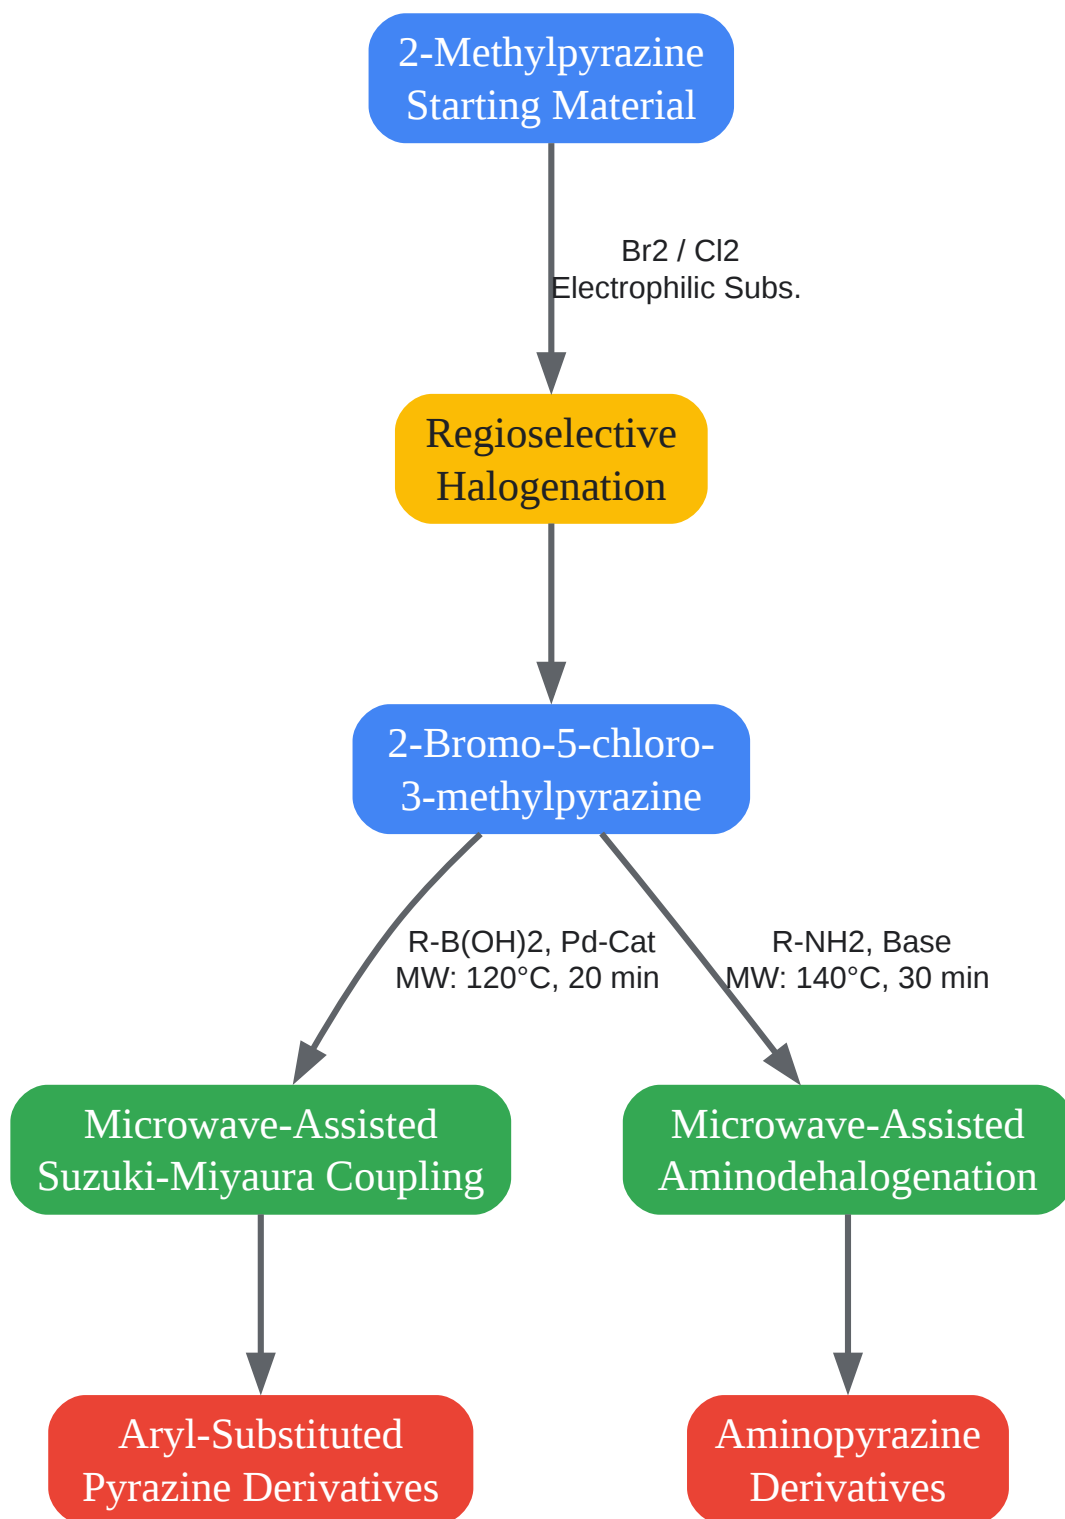 2-Methylpyrazine
Starting Material
Br2 / Cl2
Electrophilic Subs.
Regioselective
Halogenation
2-Bromo-5-chloro-
3-methylpyrazine
R-B(OH)2, Pd-Cat
MW: 120°C, 20 min
R-NH2, Base
MW: 140°C, 30 min
Microwave-Assisted
Suzuki-Miyaura Coupling
Microwave-Assisted
Aminodehalogenation
Aryl-Substituted
Pyrazine Derivatives
Aminopyrazine
Derivatives